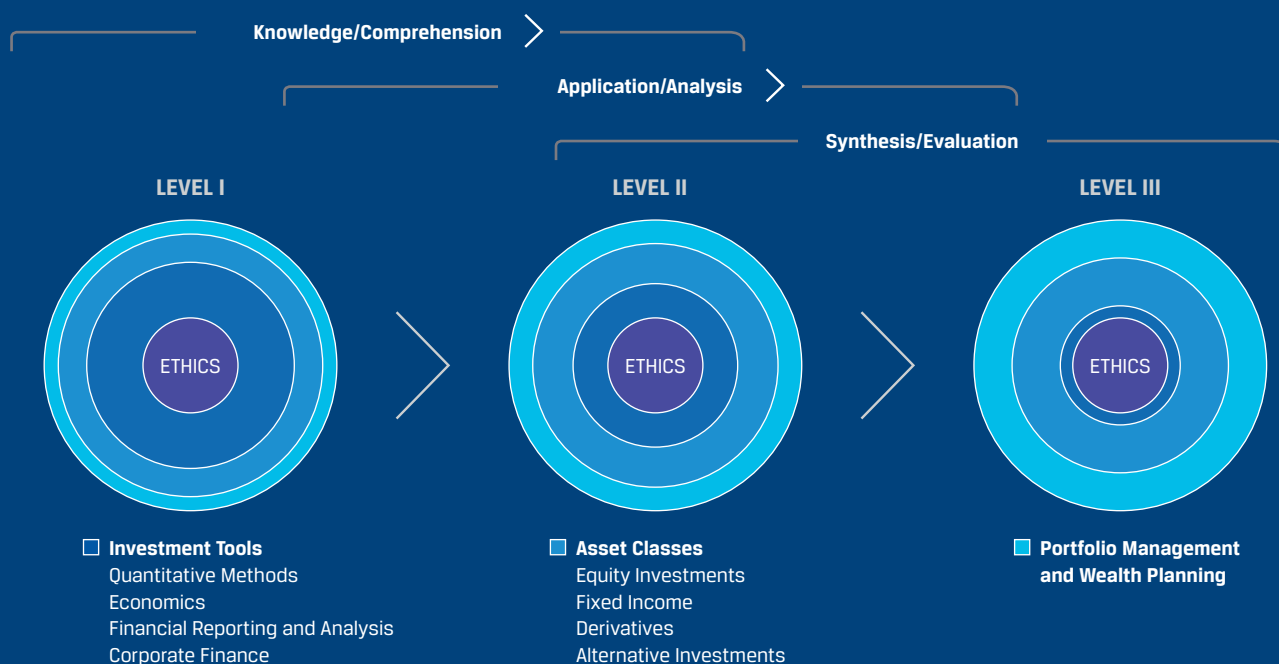 Knowledge/Comprehension
Application/Analysis
Synthesis/Evaluation
LEVEL I
LEVEL II
LEVEL III
ETHICS
ETHICS
ETHICS
Investment Tools
Quantitative Methods
Economics
Financial Reporting and Analysis
Corporate Finance
Asset Classes
Equity Investments
Fixed Income
Derivatives
Alternative Investments
Portfolio Management
and Wealth Planning